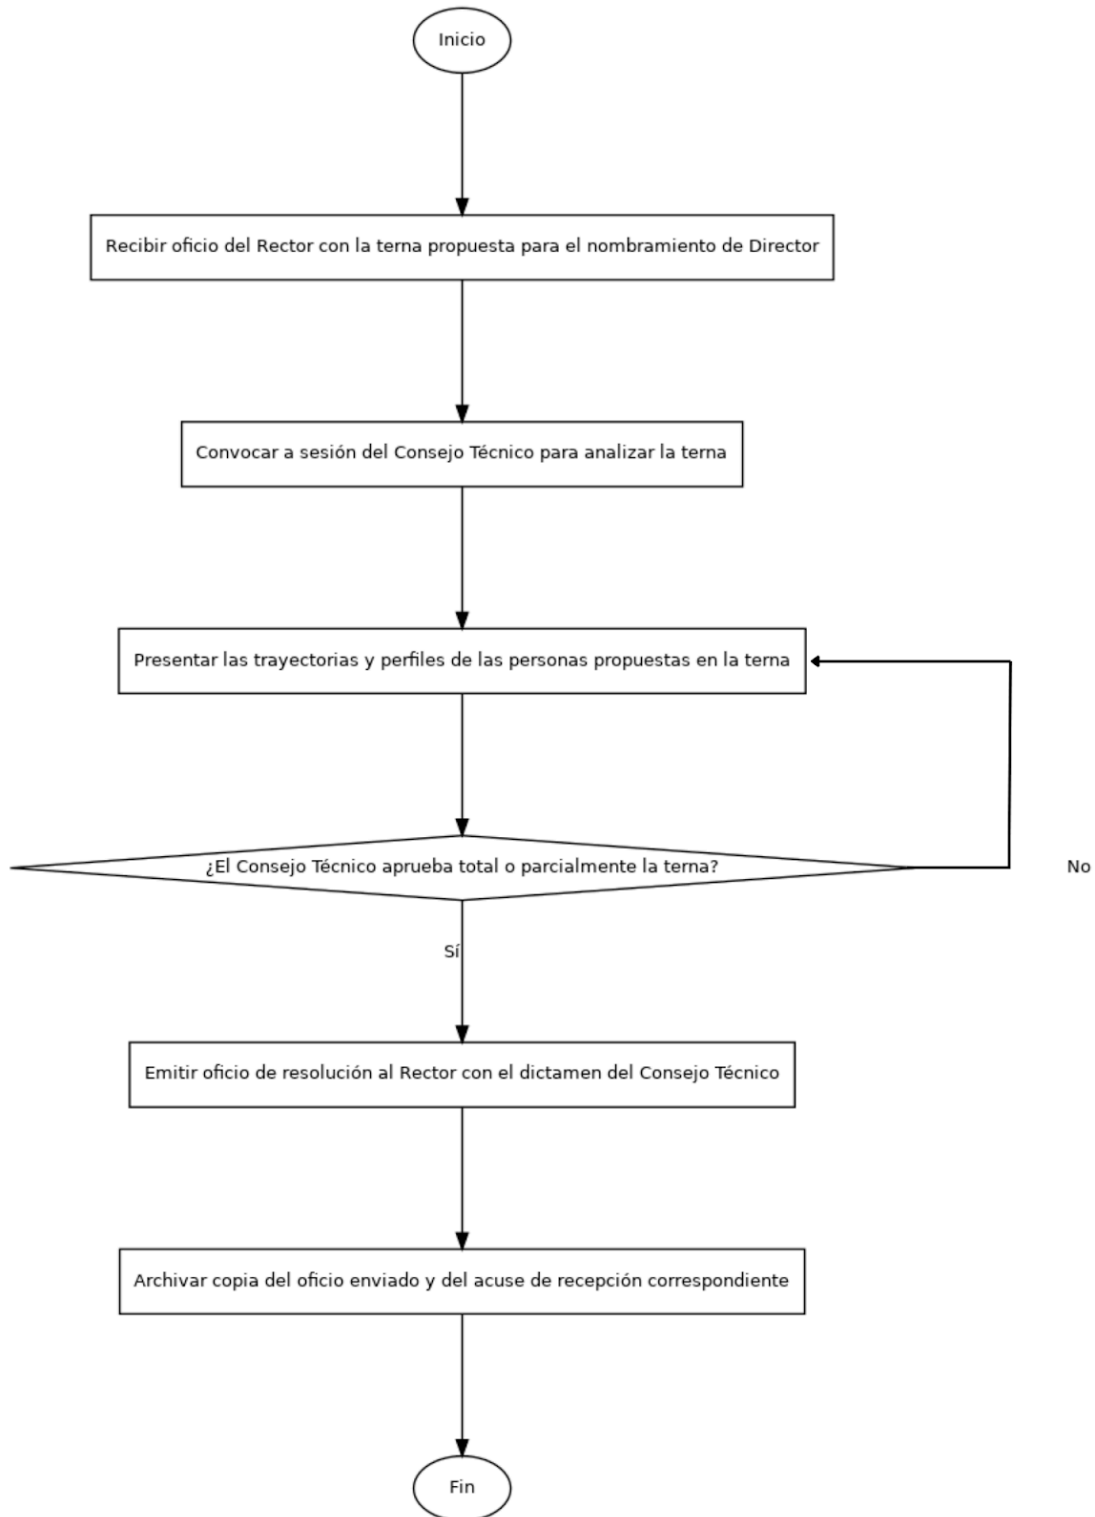 Inicio
Recibir oficio del Rector con la terna propuesta para el nombramiento de Director
Convocar a sesión del Consejo Técnico para analizar la terna
Presentar las trayectorias y perfiles de las personas propuestas en la terna
¿El Consejo Técnico aprueba total o parcialmente la terna?
No
Sí
Emitir oficio de resolución al Rector con el dictamen del Consejo Técnico
Archivar copia del oficio enviado y del acuse de recepción correspondiente
Fin